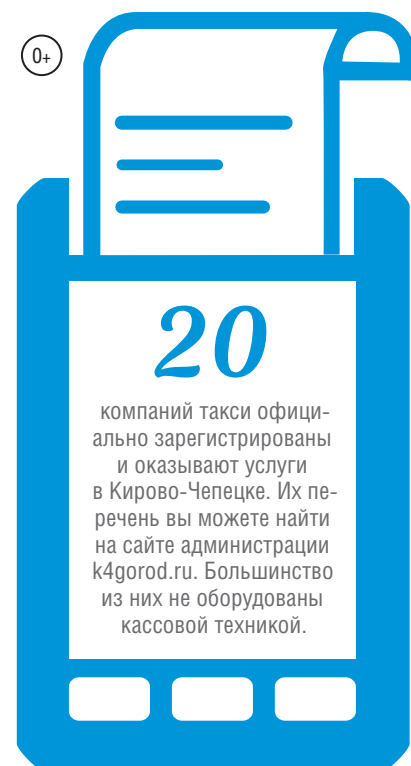 0+
20
компаний такси офици-
ально зарегистрированы
и оказывают услуги
в Кирово-Чепецке. Их пе-
речень вы можете найти
на сайте администрации
k4gorod.ru. Большинство
из них не оборудованы
кассовой техникой.